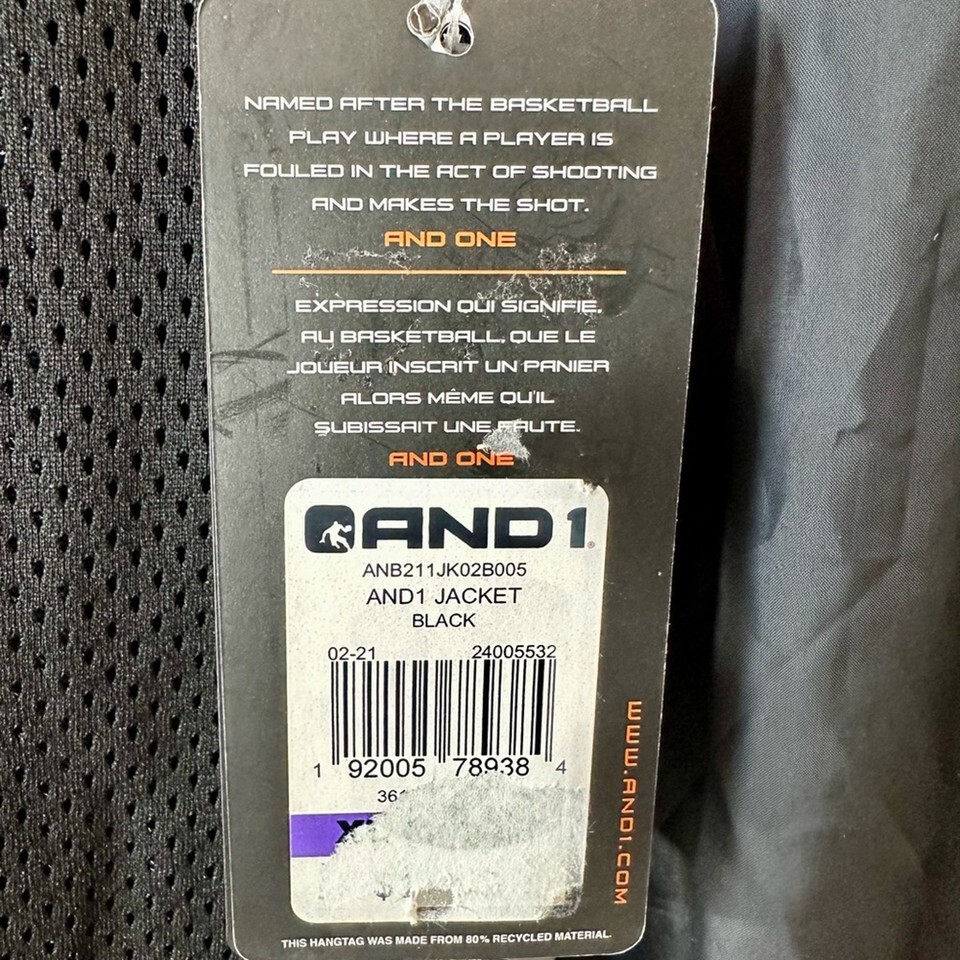 NAMED AFTER THE BASKETBALL
PLAY WHERE A PLAYER IS
FOULED IN THE ACT OF SHOOTING
AND MAKES THE SHOT.
AND ONE
EXPRESSION QUI SIGNIFIE,
AU BASKETBALL, QUE LE
JOUEUR INSCRIT UN PANIER
ALORS MÊME QU'IL
SUBISSAIT UNE FAUTE.
AND ONE
AND1®
ANB211JK02B005
AND1 JACKET
BLACK
02-21 24005532
1 92005 78938 4
WWW.AND1.COM
THIS HANGTAG WAS MADE FROM 80% RECYCLED MATERIAL.